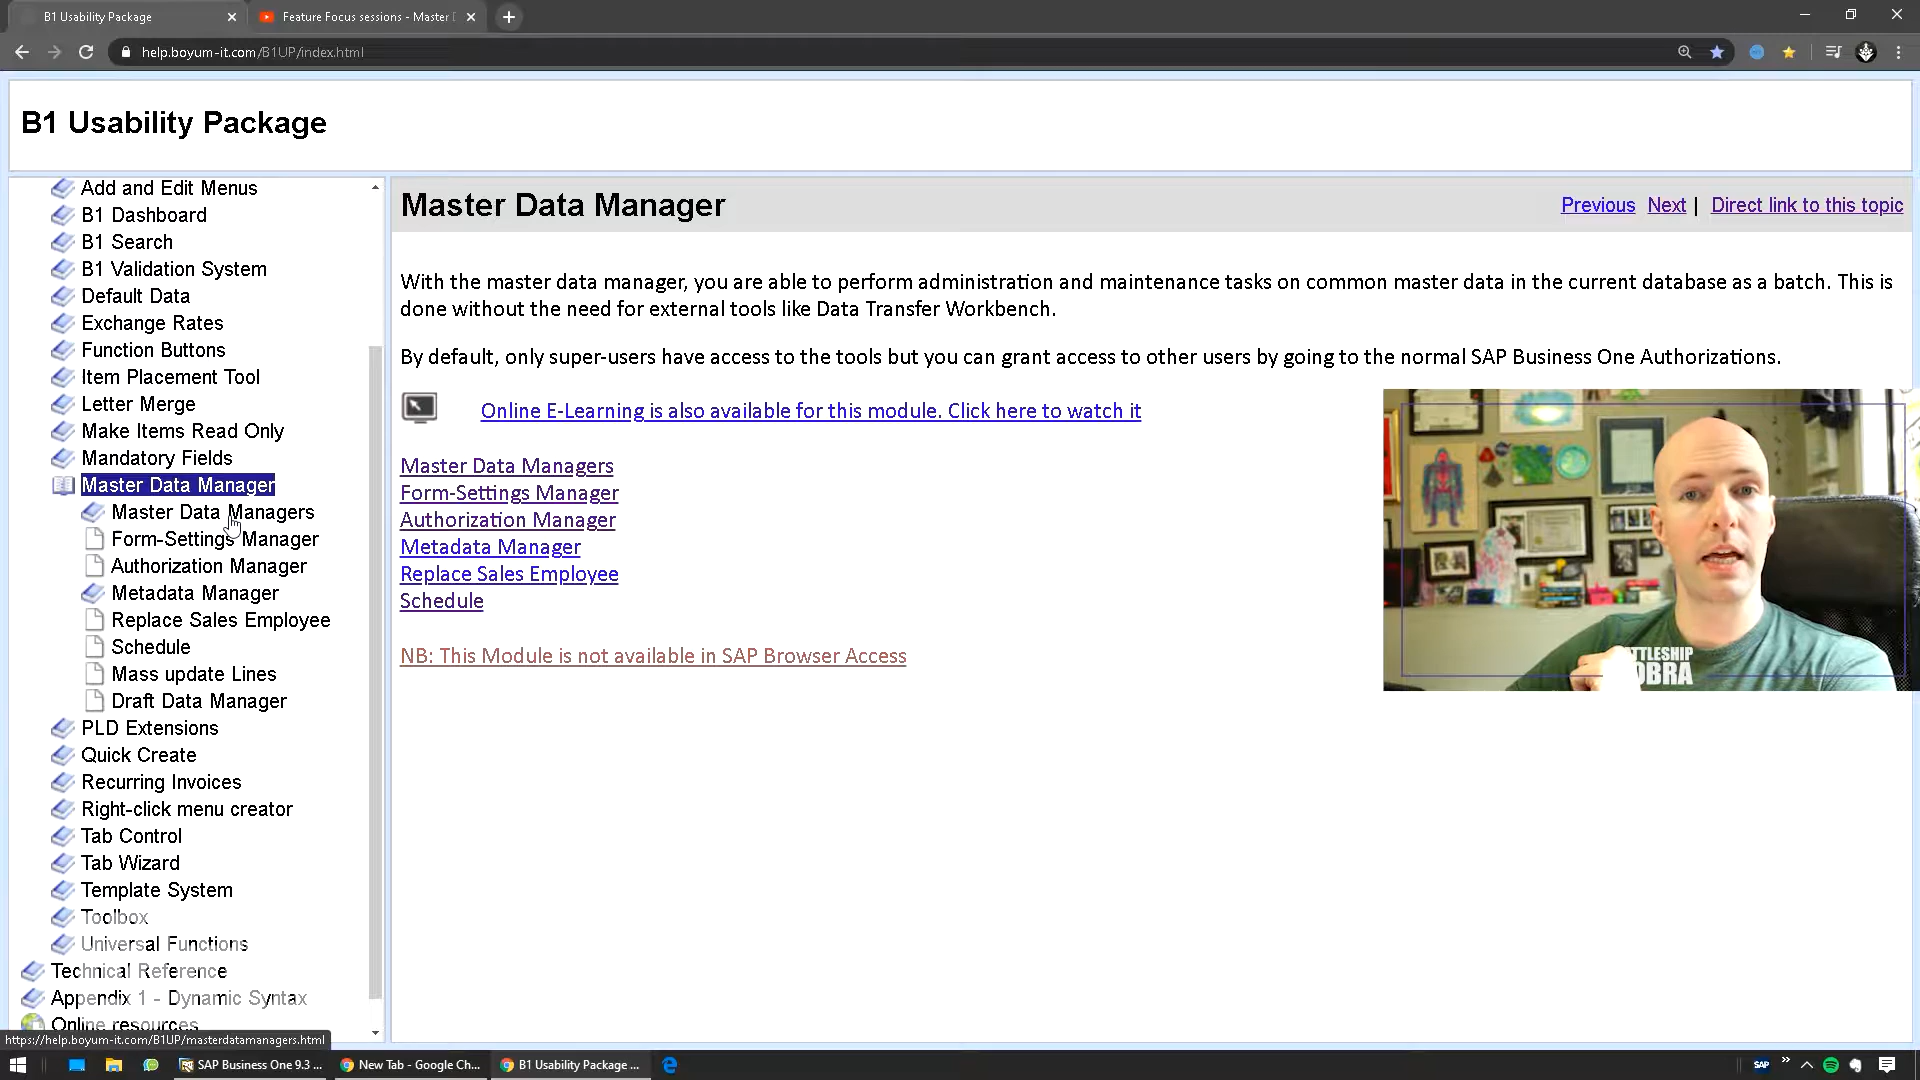 B1 Usability Package
Feature Focus sessions - Master D
help.boyum-it.com/B1UP/index.html
B1 Usability Package
Add and Edit Menus
B1 Dashboard
B1 Search
B1 Validation System
Default Data
Exchange Rates
Function Buttons
Item Placement Tool
Letter Merge
Make Items Read Only
Mandatory Fields
Master Data Manager
Master Data Managers
Form-Settings Manager
Authorization Manager
Metadata Manager
Replace Sales Employee
Schedule
Mass update Lines
Draft Data Manager
PLD Extensions
Quick Create
Recurring Invoices
Right-click menu creator
Tab Control
Tab Wizard
Template System
Toolbox
Universal Functions
Technical Reference
Appendix 1 - Dynamic Syntax
Online resources
https://help.boyum-it.com/B1UP/masterdatamanagers.html
Master Data Manager
Previous Next | Direct link to this topic
With the master data manager, you are able to perform administration and maintenance tasks on common master data in the current database as a batch. This is
done without the need for external tools like Data Transfer Workbench.
By default, only super-users have access to the tools but you can grant access to other users by going to the normal SAP Business One Authorizations.
Online E-Learning is also available for this module. Click here to watch it
Master Data Managers
Form-Settings Manager
Authorization Manager
Metadata Manager
Replace Sales Employee
Schedule
NB: This Module is not available in SAP Browser Access
TTLESHIP
OBRA
SAP Business One 9.3 ...
New Tab - Google Ch...
B1 Usability Package ...
SAP